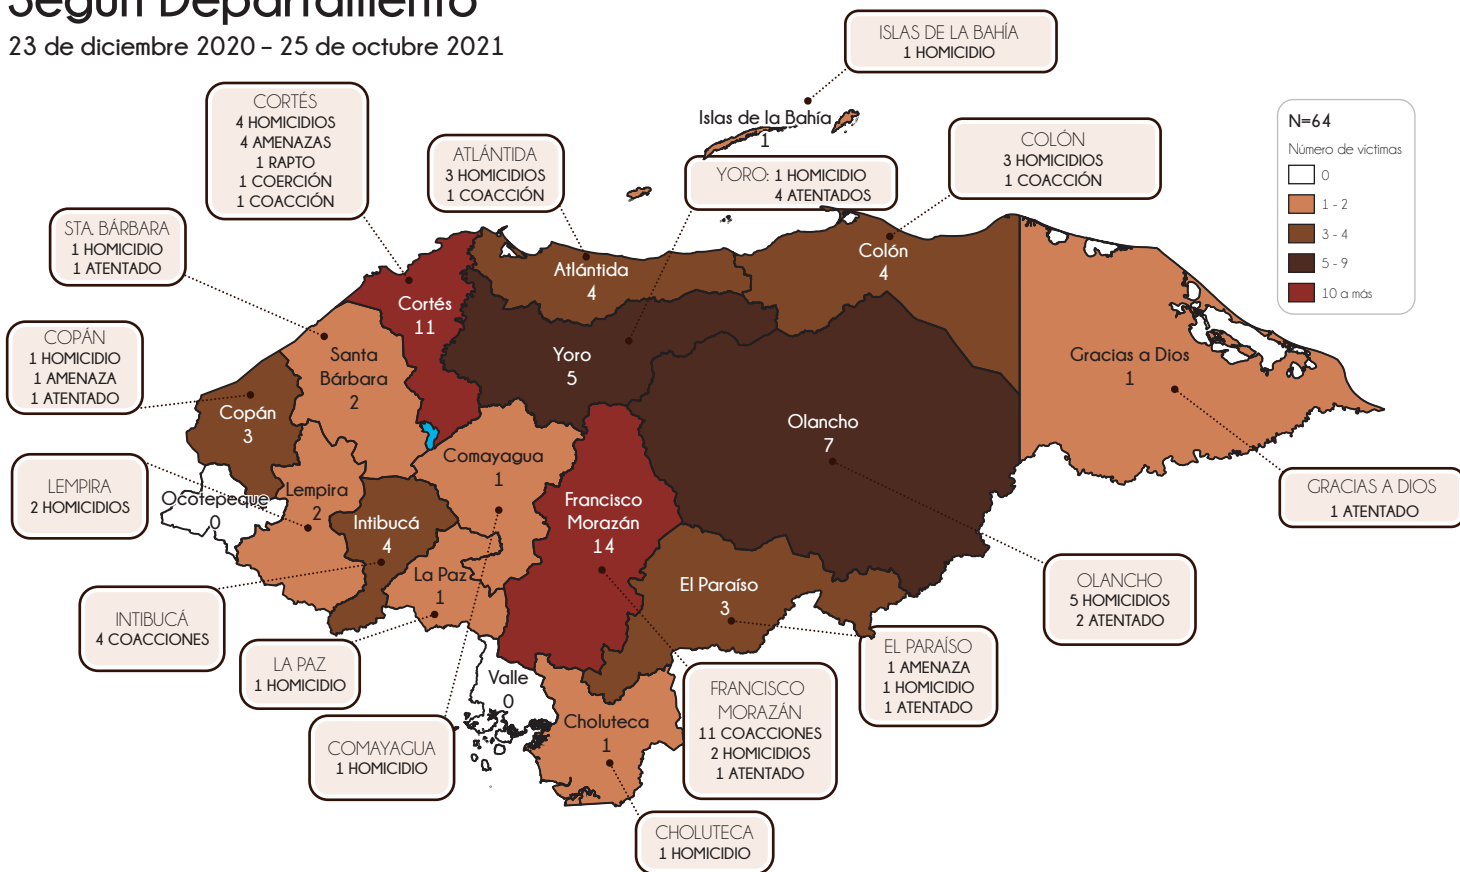 Según Departamento
23 de diciembre 2020 – 25 de octubre 2021
ISLAS DE LA BAHÍA
1 HOMICIDIO
CORTÉS
4 HOMICIDIOS
4 AMENAZAS
1 RAPTO
1 COERCIÓN
1 COACCIÓN
ATLÁNTIDA
3 HOMICIDIOS
1 COACCIÓN
Islas de la Bahía
1
YORO: 1 HOMICIDIO
4 ATENTADOS
COLÓN
3 HOMICIDIOS
1 COACCIÓN
N=64
Número de víctimas
0
1 - 2
3 - 4
5 - 9
10 a más
STA. BÁRBARA
1 HOMICIDIO
1 ATENTADO
COPÁN
1 HOMICIDIO
1 AMENAZA
1 ATENTADO
LEMPIRA
2 HOMICIDIOS
INTIBUCÁ
4 COACCIONES
LA PAZ
1 HOMICIDIO
COMAYAGUA
1 HOMICIDIO
CHOLUTECA
1 HOMICIDIO
FRANCISCO
MORAZÁN
11 COACCIONES
2 HOMICIDIOS
1 ATENTADO
EL PARAÍSO
1 AMENAZA
1 HOMICIDIO
1 ATENTADO
OLANCHO
5 HOMICIDIOS
2 ATENTADO
GRACIAS A DIOS
1 ATENTADO
Cortés
11
Atlántida
4
Colón
4
Santa
Bárbara
2
Yoro
5
Gracias a Dios
1
Copán
3
Olancho
7
Comayagua
1
Ocotepeque
0
Lempira
2
Intibucá
4
Francisco
Morazán
14
La Paz
1
El Paraíso
3
Valle
0
Choluteca
1